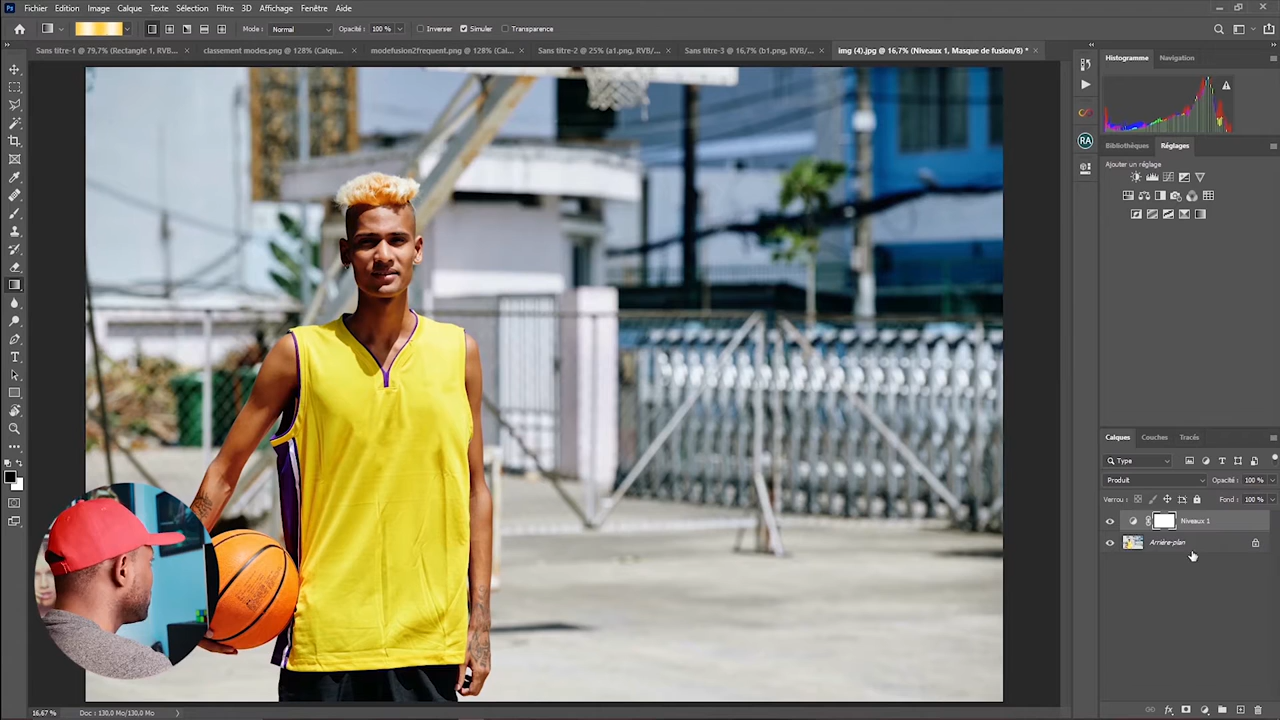 Fichier Edition Image Calque Texte Sélection Filtre 3D Affichage Fenêtre Aide
Mode : Normal Opacité : 100 % Inverser Simuler Transparence
Sans titre-1 @ 79,7% (Rectangle 1, RVB/... × classement modes.png @ 128% (Calqu... × modefusion2frequent.png @ 128% (Cal... × Sans titre-2 @ 25% (a1.png, RVB/... × Sans titre-3 @ 16,7% (b1.png, RVB/... × img (4).jpg @ 16,7% (Niveaux 1, Masque de fusion/8) * ×
Histogramme Navigation
Bibliothèques Réglages
Ajouter un réglage
Calques Couches Tracés
Type
Produit Opacité : 100 %
Verrou : Fond : 100 %
Niveaux 1
Arrière-plan
16,67 % Doc : 130,0 Mo/130,0 Mo